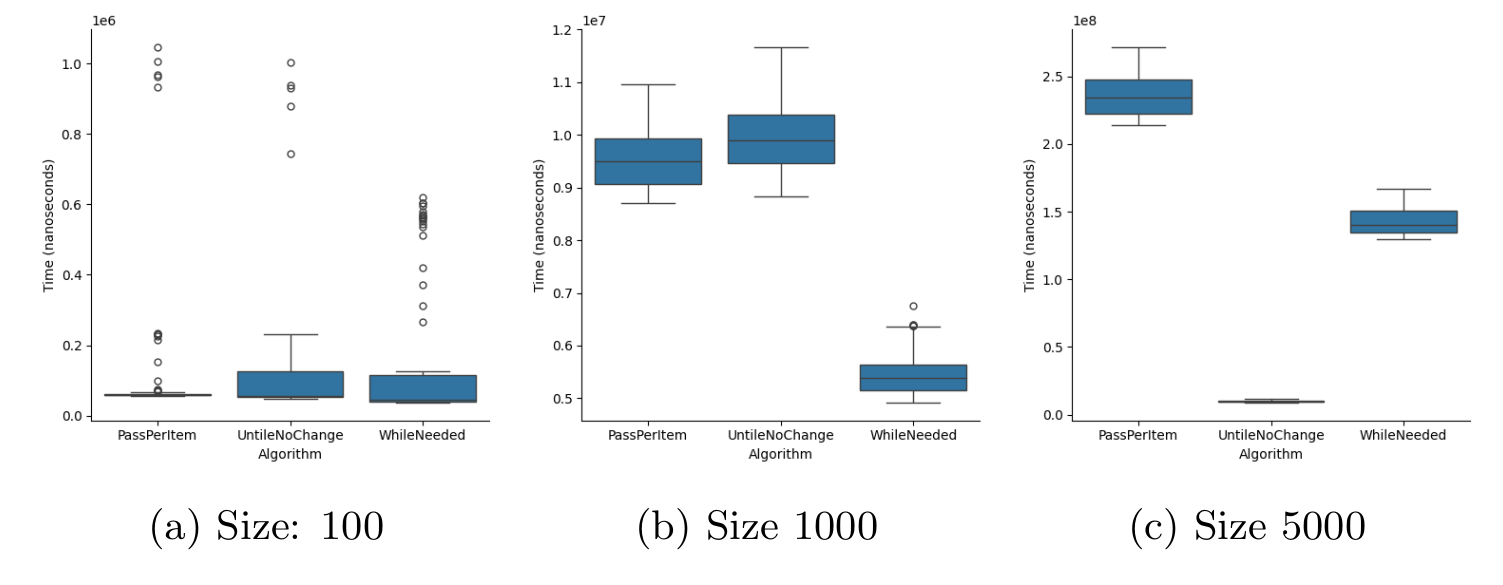 1e6
1.0
0.8
0.6
0.4
0.2
0.0
Time (nanoseconds)
PassPerItem UntileNoChange WhileNeeded
Algorithm
(a) Size: 100
1e7
1.2
1.1
1.0
0.9
0.8
0.7
0.6
0.5
Time (nanoseconds)
PassPerItem UntileNoChange WhileNeeded
Algorithm
(b) Size 1000
1e8
2.5
2.0
1.5
1.0
0.5
0.0
Time (nanoseconds)
PassPerItem UntileNoChange WhileNeeded
Algorithm
(c) Size 5000